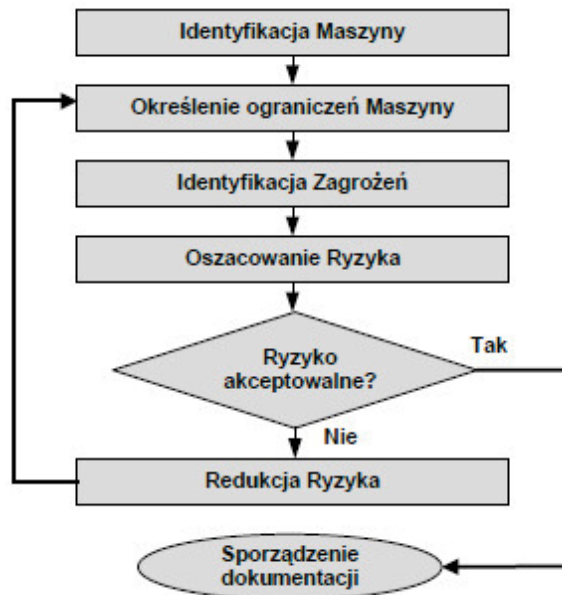 Identyfikacja Maszyny
Określenie ograniczeń Maszyny
Identyfikacja Zagrożeń
Oszacowanie Ryzyka
Ryzyko
akceptowalne?
Tak
Nie
Redukcja Ryzyka
Sporządzenie
dokumentacji